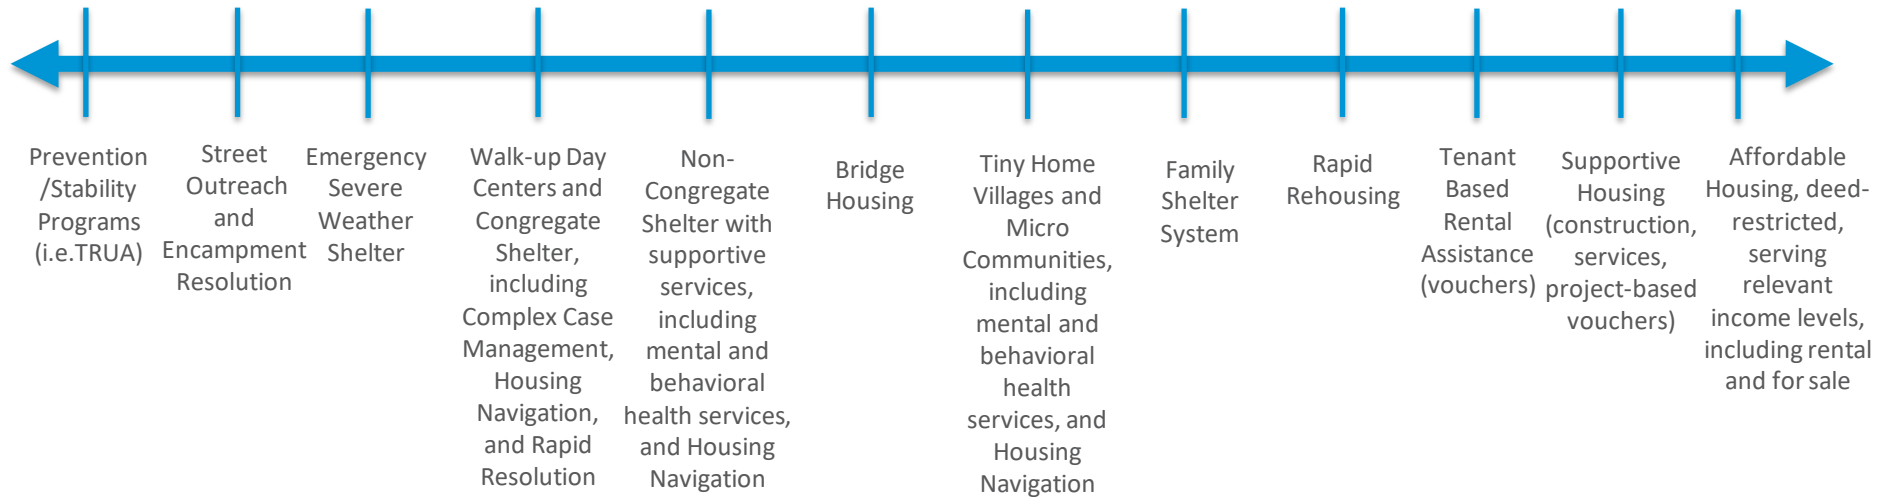 Prevention
/Stability
Programs
(i.e.TRUA)
Street
Outreach
and
Encampment
Resolution
Emergency
Severe
Weather
Shelter
Walk-up Day
Centers and
Congregate
Shelter,
including
Complex Case
Management,
Housing
Navigation,
and Rapid
Resolution
Non-
Congregate
Shelter with
supportive
services,
including
mental and
behavioral
health services,
and Housing
Navigation
Bridge
Housing
Tiny Home
Villages and
Micro
Communities,
including
mental and
behavioral
health
services, and
Housing
Navigation
Family
Shelter
System
Rapid
Rehousing
Tenant
Based
Rental
Assistance
(vouchers)
Supportive
Housing
(construction,
services,
project-based
vouchers)
Affordable
Housing, deed-
restricted,
serving
relevant
income levels,
including rental
and for sale